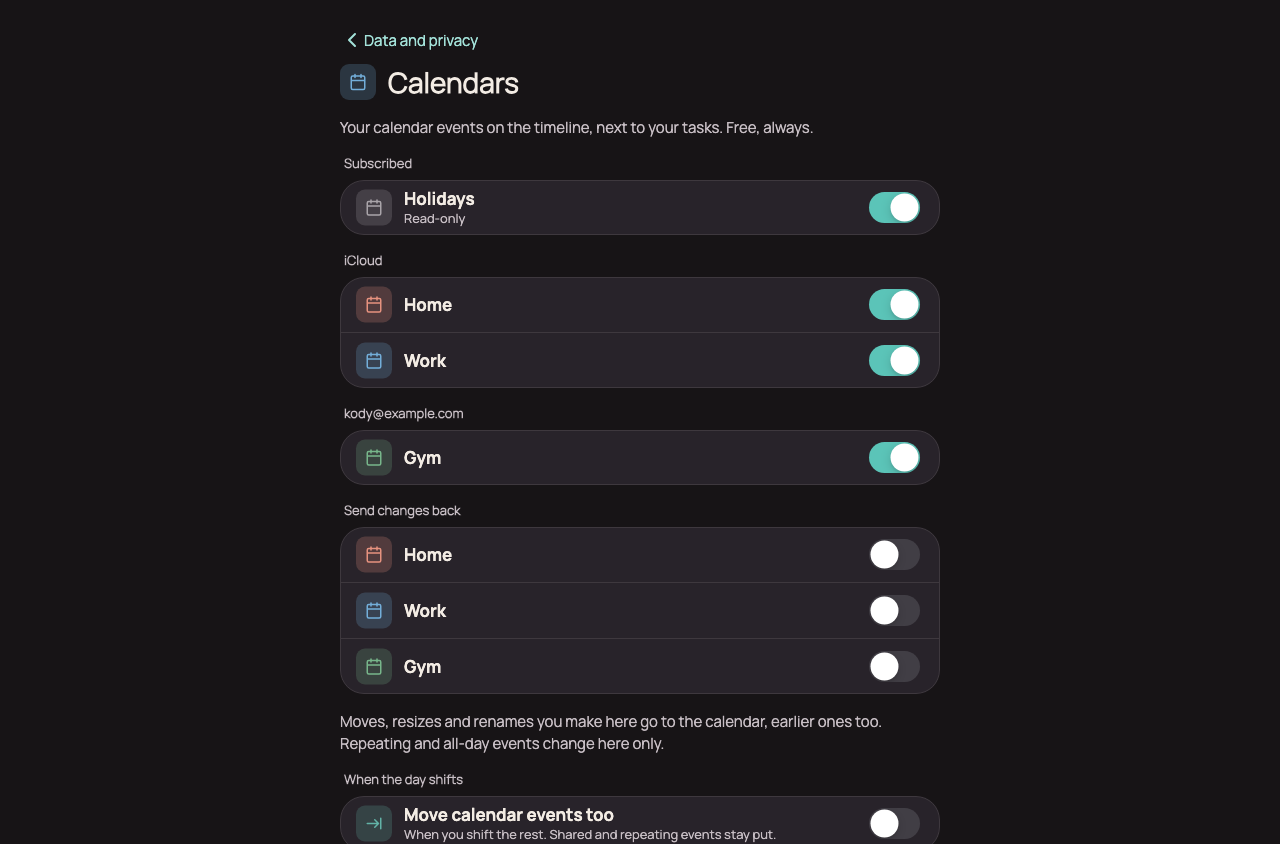 Data and privacy
Calendars
Your calendar events on the timeline, next to your tasks. Free, always.
Subscribed
Holidays
Read-only
iCloud
Home
Work
kody@example.com
Gym
Send changes back
Home
Work
Gym
Moves, resizes and renames you make here go to the calendar, earlier ones too.
Repeating and all-day events change here only.
When the day shifts
Move calendar events too
When you shift the rest. Shared and repeating events stay put.